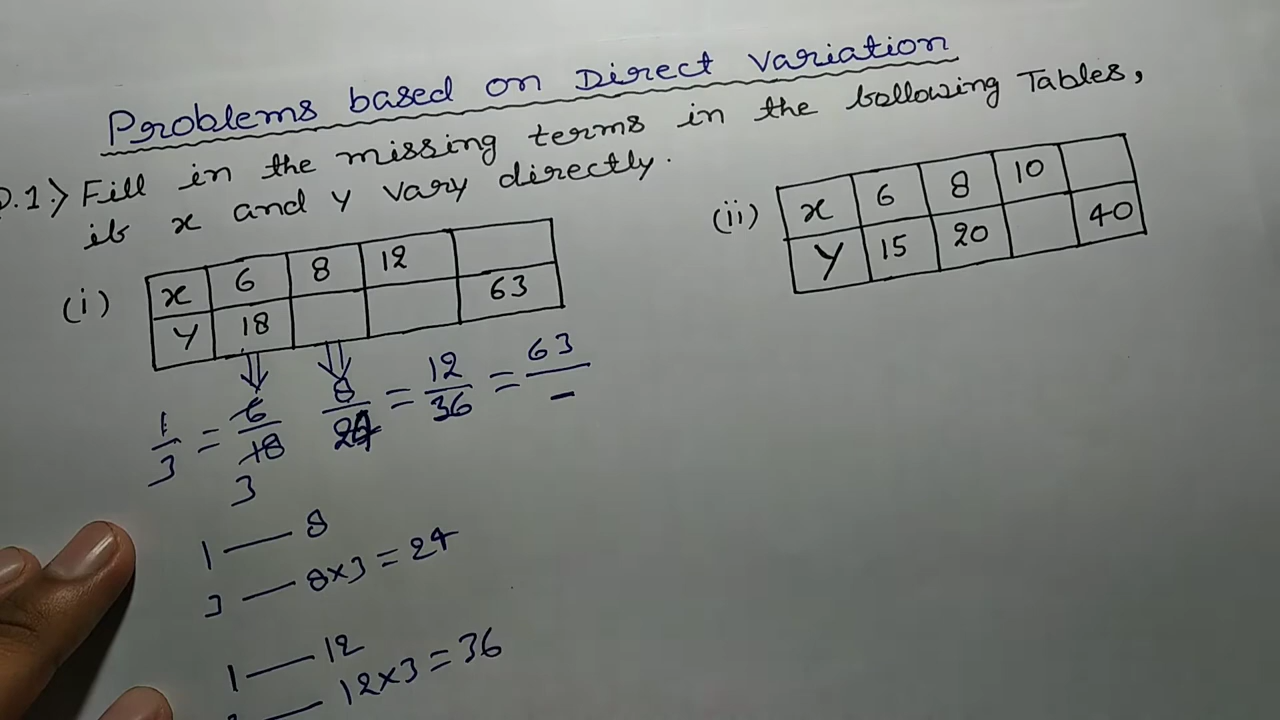 Problems based on Direct Variation
Q.1.) Fill in the missing terms in the following Tables,
if x and y vary directly.
(i)
x 6 8 12
y 18 63
(ii)
x 6 8 10
y 15 20 40
1/3 = 6/18 8/24 = 12/36 = 63/-
3
1 — 8
3 — 8×3 = 24
1 — 12
— 12×3 = 36